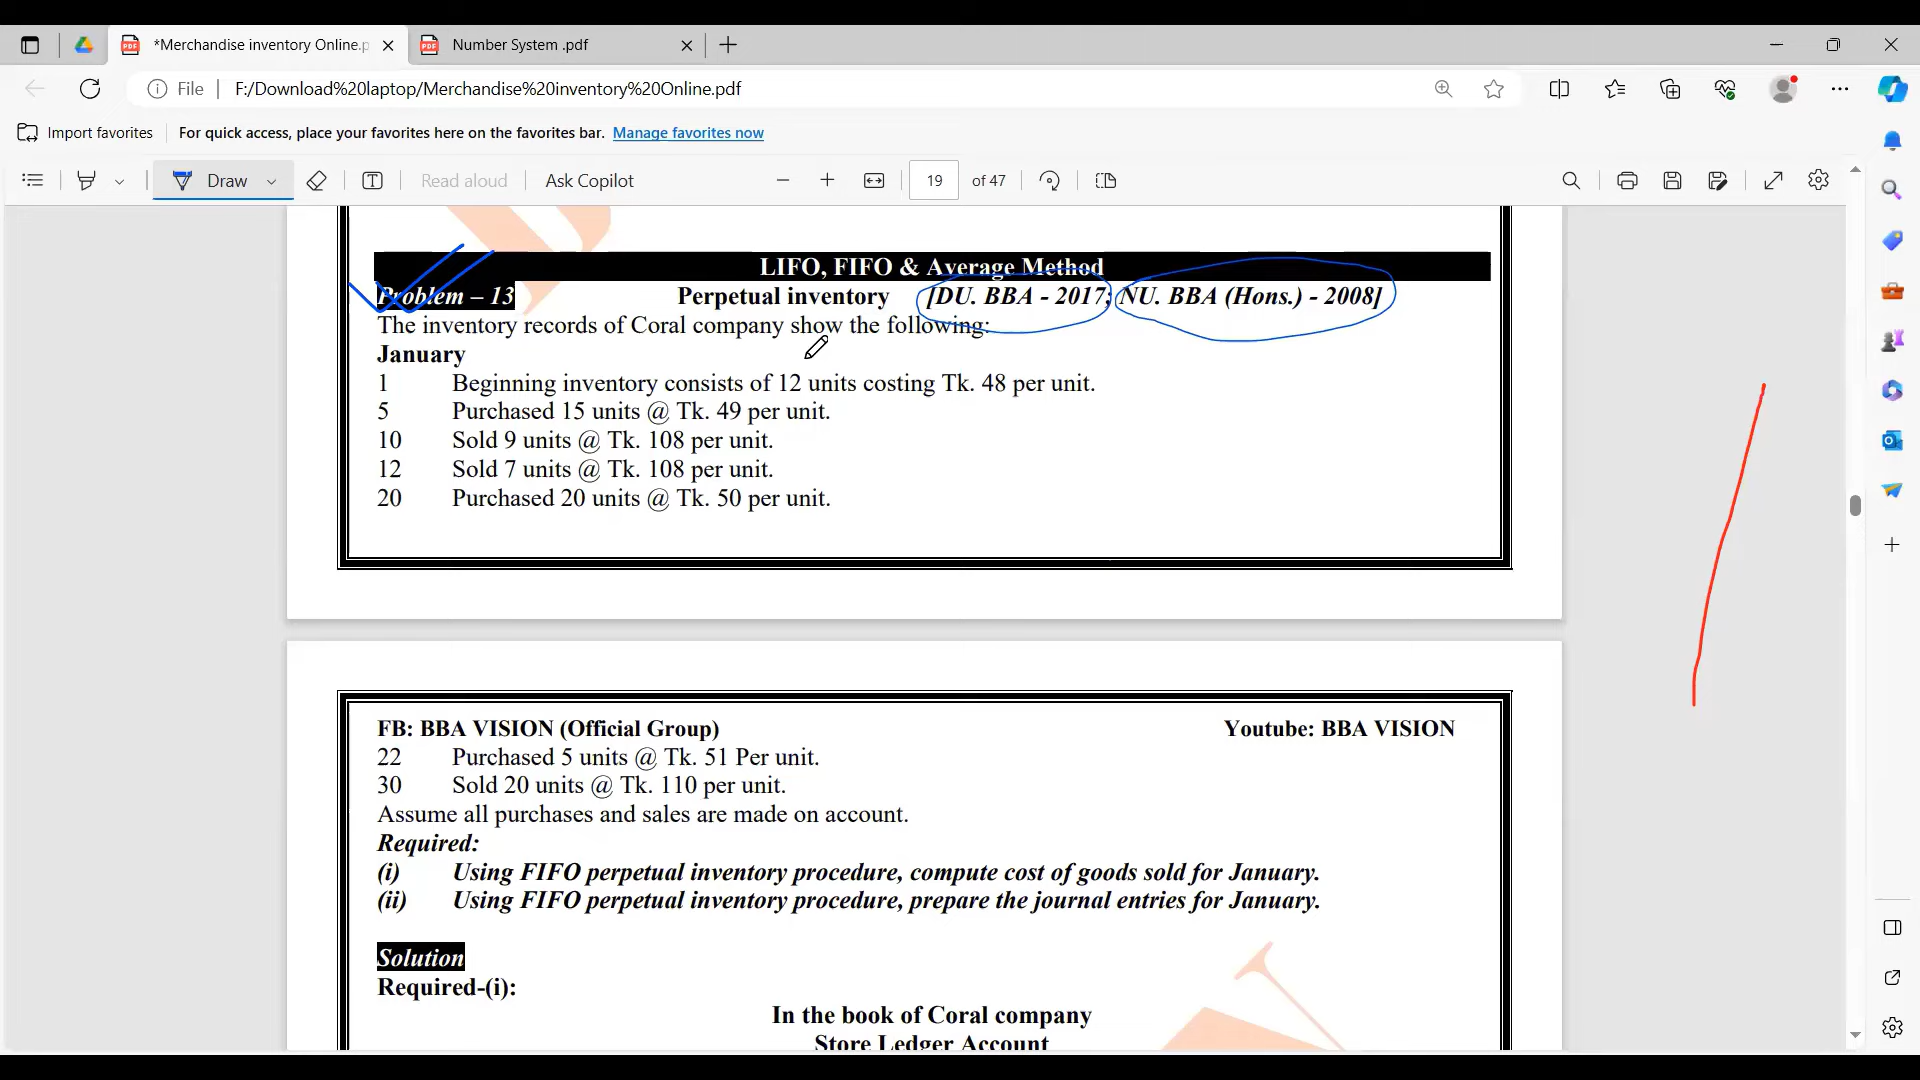 *Merchandise inventory Online.p
Number System .pdf
File
F:/Download%20laptop/Merchandise%20inventory%20Online.pdf
Import favorites
For quick access, place your favorites here on the favorites bar. Manage favorites now
Draw
Read aloud
Ask Copilot
19
of 47
LIFO, FIFO & Average Method
Problem – 13 Perpetual inventory [DU. BBA - 2017; NU. BBA (Hons.) - 2008]
The inventory records of Coral company show the following:
January
1 Beginning inventory consists of 12 units costing Tk. 48 per unit.
5 Purchased 15 units @ Tk. 49 per unit.
10 Sold 9 units @ Tk. 108 per unit.
12 Sold 7 units @ Tk. 108 per unit.
20 Purchased 20 units @ Tk. 50 per unit.
FB: BBA VISION (Official Group) Youtube: BBA VISION
22 Purchased 5 units @ Tk. 51 Per unit.
30 Sold 20 units @ Tk. 110 per unit.
Assume all purchases and sales are made on account.
Required:
(i) Using FIFO perpetual inventory procedure, compute cost of goods sold for January.
(ii) Using FIFO perpetual inventory procedure, prepare the journal entries for January.
Solution
Required-(i):
In the book of Coral company
Store Ledger Account